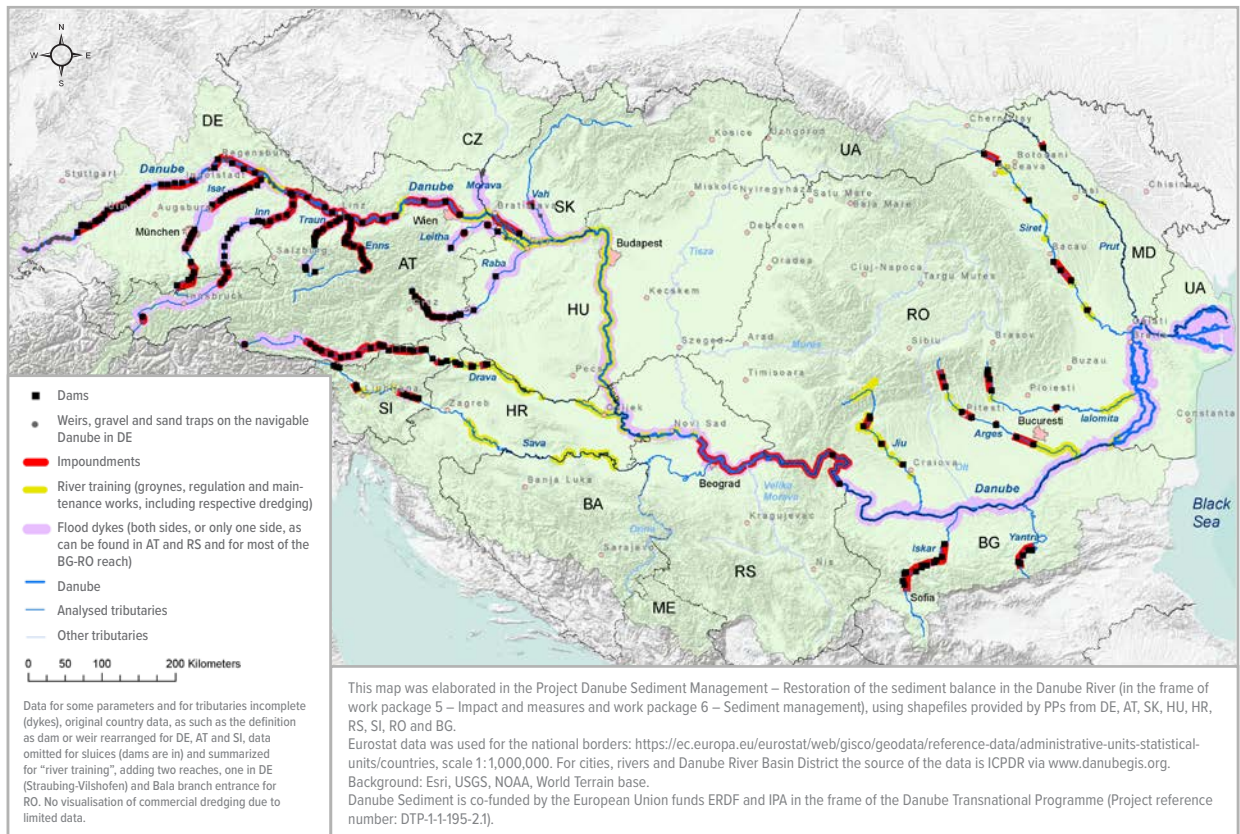 N
W
E
S
DE
CZ
UA
Kosice
Uzhgorod
Chernivtsy
Regensburg
Danube
Stuttgart
Ingolstadt
Isar
Augsburg
Inn
München
Traun
Linz
Salzburg
Enns
Innsbruck
AT
Graz
Danube
Wien
Morava
Bratislava
Leitha
Raba
Vah
SK
Budapest
HU
Miskolc
Nyiregyháza
Satu Mare
Baia Mare
Debrecen
Tisza
Oradea
Kecskem
Cluj-Napoca
Targu Mures
Botosani
Suceava
Iasi
Chisinau
Siret
Bacau
Prut
MD
UA
RO
Szeged
Arad
Mures
Sibiu
Brasov
Timisoara
Galati
Braila
Buzau
Ploiesti
Pitesti
Ialomita
Bucuresti
Arges
Constanta
Pecs
Drava
Osijek
Ljubljana
SI
Zagreb
HR
Sava
Novi Sad
Banja Luka
BA
Beograd
Velika
Morava
Kragujevac
Drina
Sarajevo
RS
Nis
ME
Jiu
Craiova
Olt
Danube
Iskar
BG
Yantra
Sofia
Black
Sea
Dams
Weirs, gravel and sand traps on the navigable
Danube in DE
Impoundments
River training (groynes, regulation and main-
tenance works, including respective dredging)
Flood dykes (both sides, or only one side, as
can be found in AT and RS and for most of the
BG-RO reach)
Danube
Analysed tributaries
Other tributaries
0 50 100 200 Kilometers
Data for some parameters and for tributaries incomplete
(dykes), original country data, as such as the definition
as dam or weir rearranged for DE, AT and SI, data
omitted for sluices (dams are in) and summarized
for “river training”, adding two reaches, one in DE
(Straubing-Vilshofen) and Bala branch entrance for
RO. No visualisation of commercial dredging due to
limited data.
This map was elaborated in the Project Danube Sediment Management – Restoration of the sediment balance in the Danube River (in the frame of
work package 5 – Impact and measures and work package 6 – Sediment management), using shapefiles provided by PPs from DE, AT, SK, HU, HR,
RS, SI, RO and BG.
Eurostat data was used for the national borders: https://ec.europa.eu/eurostat/web/gisco/geodata/reference-data/administrative-units-statistical-
units/countries, scale 1:1,000,000. For cities, rivers and Danube River Basin District the source of the data is ICPDR via www.danubegis.org.
Background: Esri, USGS, NOAA, World Terrain base.
Danube Sediment is co-funded by the European Union funds ERDF and IPA in the frame of the Danube Transnational Programme (Project reference
number: DTP-1-1-195-2.1).